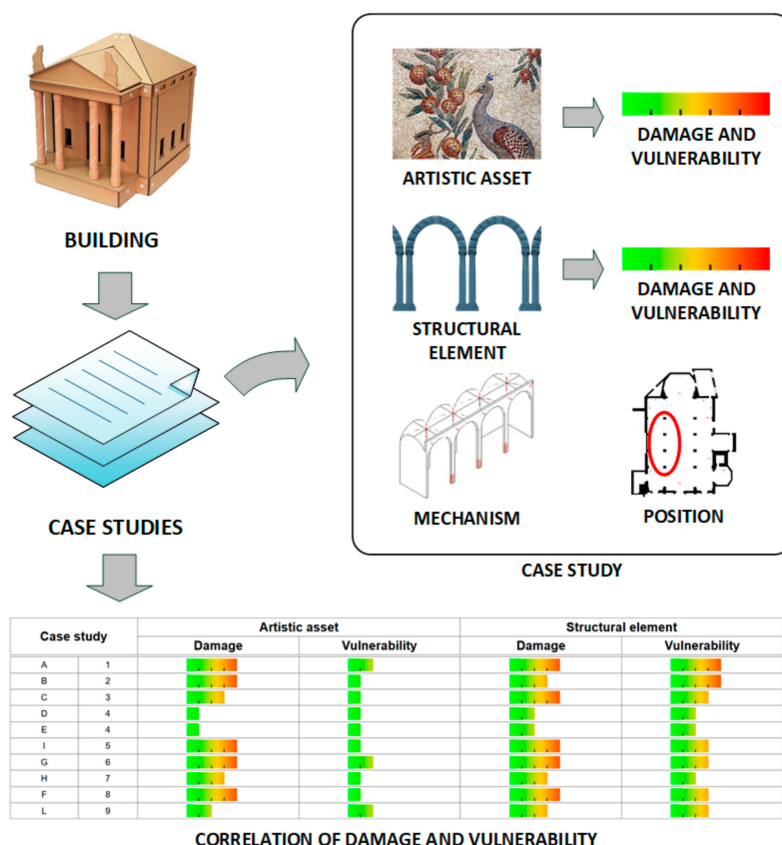 BUILDING
CASE STUDIES
ARTISTIC ASSET
DAMAGE AND
VULNERABILITY
STRUCTURAL
ELEMENT
DAMAGE AND
VULNERABILITY
MECHANISM
POSITION
CASE STUDY
Case study Artistic asset Structural element
Damage Vulnerability Damage Vulnerability
A 1
B 2
C 3
D 4
E 4
I 5
G 6
H 7
F 8
L 9
CORRELATION OF DAMAGE AND VULNERABILITY